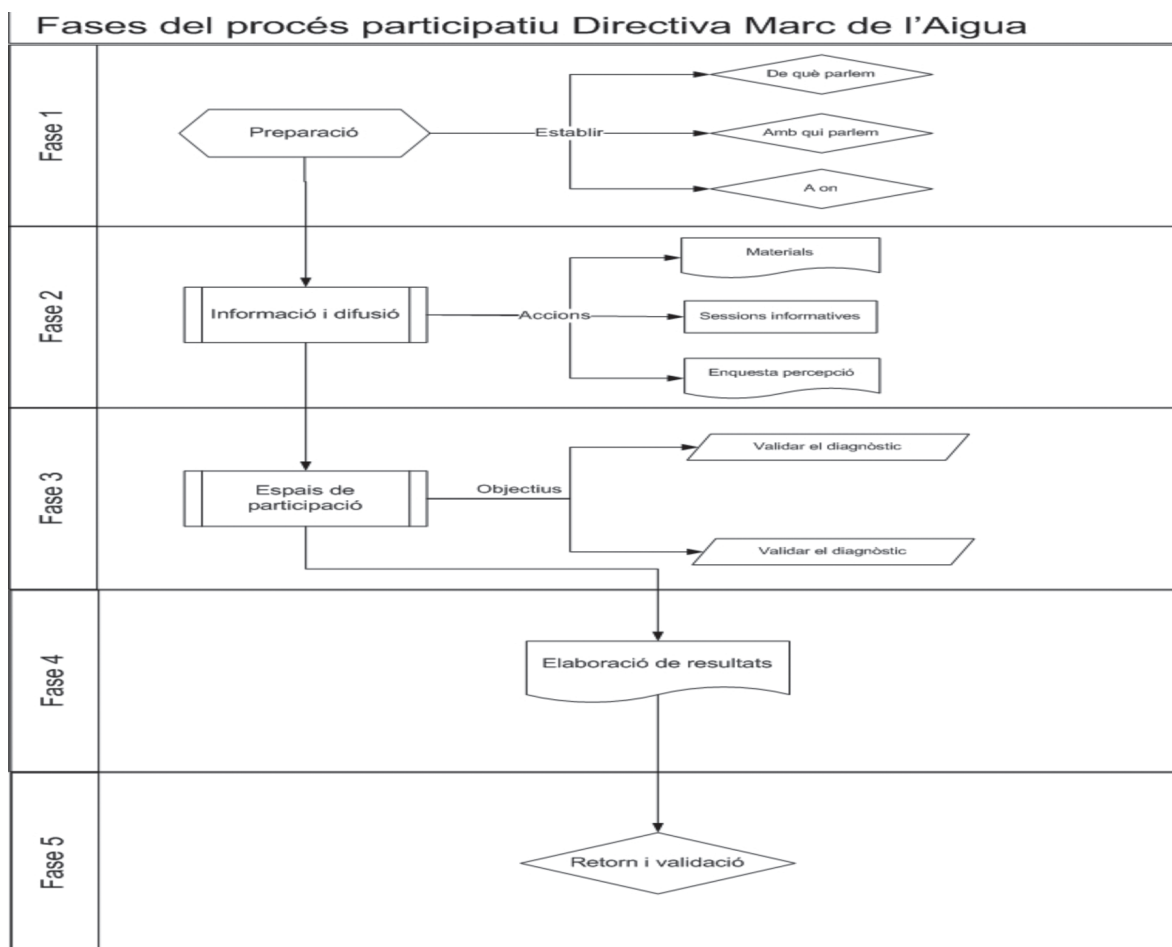 Fases del procés participatiu Directiva Marc de l'Aigua
Fase 1
Preparació
Establir
De què parlem
Amb qui parlem
A on
Fase 2
Informació i difusió
Accions
Materials
Sessions informatives
Enquesta percepció
Fase 3
Espais de
participació
Objectius
Validar el diagnòstic
Validar el diagnòstic
Fase 4
Elaboració de resultats
Fase 5
Retorn i validació